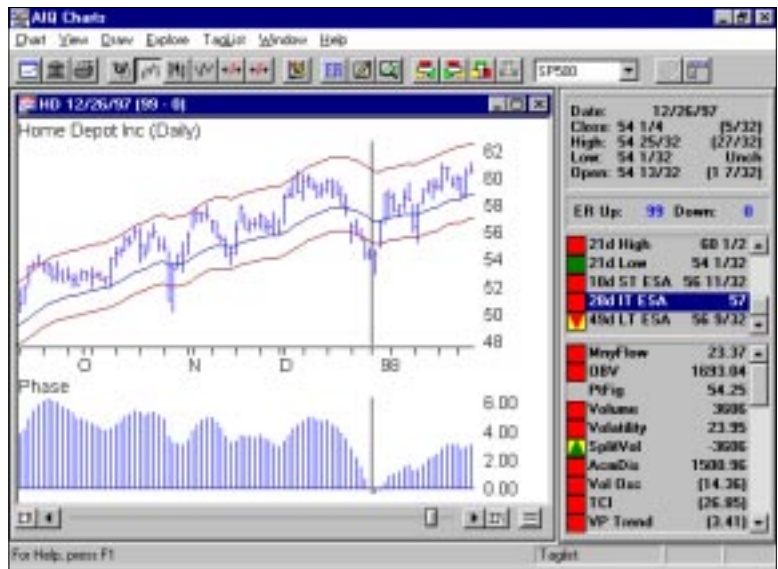 AIQ Charts
Chart View Draw Explore TagList Window Help
ER
SP500
HD 12/26/97 (99 - 0)
Home Depot Inc (Daily)
62
60
58
56
54
52
50
48
O N D 98
Phase
6.00
4.00
2.00
0.00
Date: 12/26/97
Close: 54 1/4 (5/32)
High: 54 25/32 (27/32)
Low: 54 1/32 Unch
Open: 54 13/32 (1 7/32)
ER Up: 99 Down: 0
21d High 60 1/2
21d Low 54 1/32
10d ST ESA 56 11/32
28d IT ESA 57
49d LT ESA 56 9/32
MnyFlow 23.37
OBV 1693.04
PtFig 54.25
Volume 3606
Volatility 23.95
SplitVol -3606
AcmDis 1500.96
Vol Osc (14.36)
TCI (26.85)
VP Trend (3.41)
For Help, press F1
Taglist